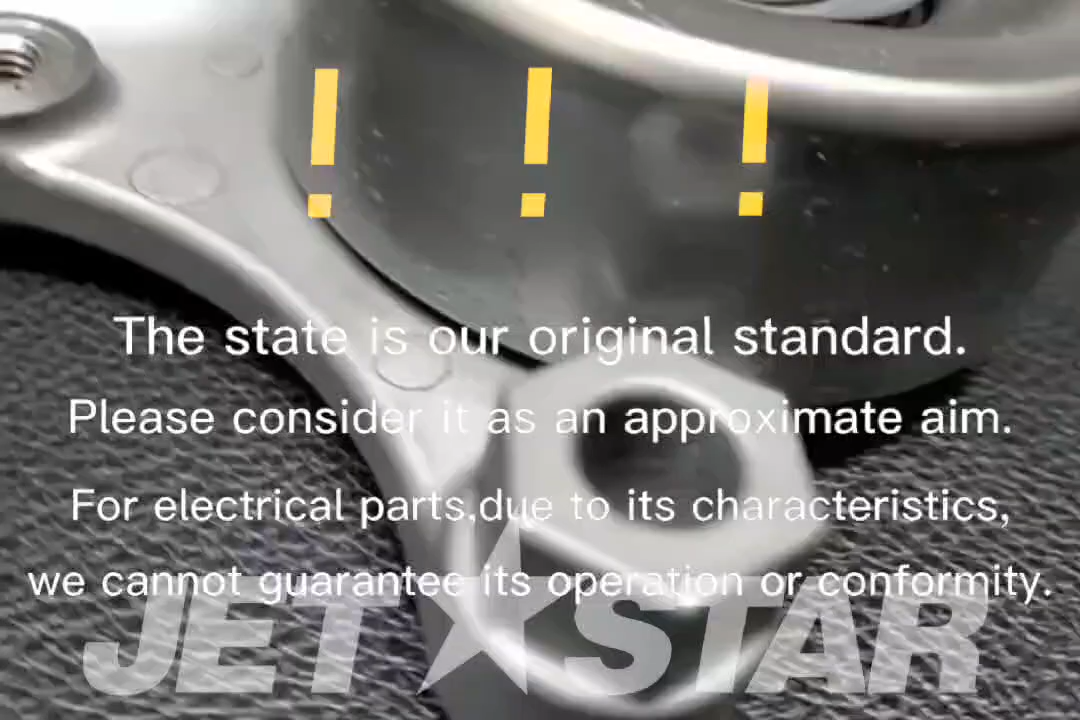 ! ! !
The state is our original standard.
Please consider it as an approximate aim.
For electrical parts,due to its characteristics,
we cannot guarantee its operation or conformity.
JET STAR